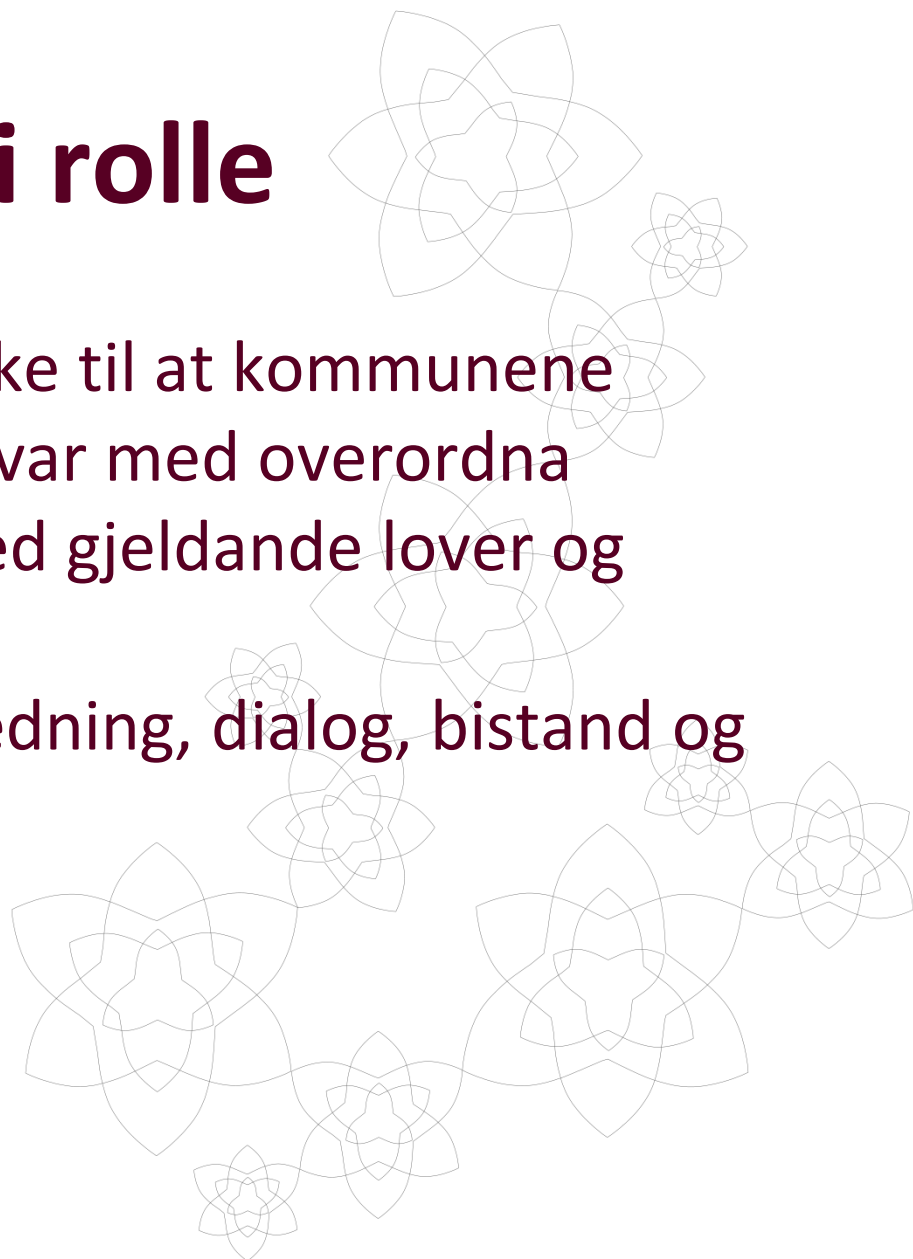 i rolle
ke til at kommunene
var med overordna
ed gjeldande lover og
edning, dialog, bistand og